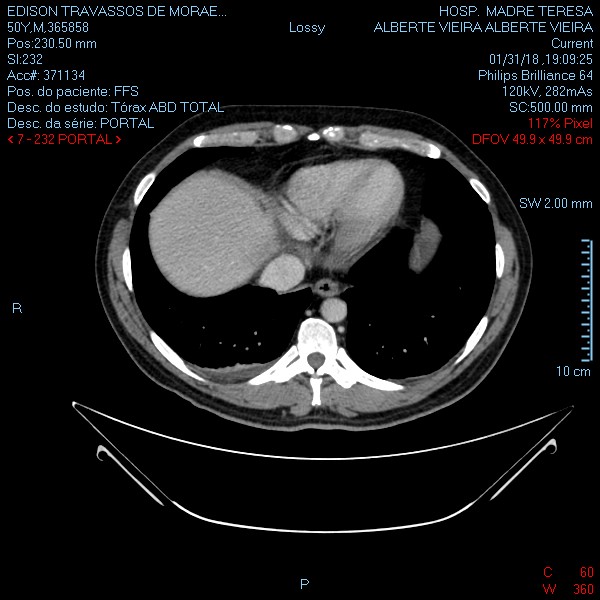 EDISON TRAVASSOS DE MORAE...
50Y,M,365858
Pos:230.50 mm
SI:232
Acc#: 371134
Pos. do paciente: FFS
Desc. do estudo: Tórax ABD TOTAL
Desc. da série: PORTAL
< 7 - 232 PORTAL >
Lossy
HOSP. MADRE TERESA
ALBERTE VIEIRA ALBERTE VIEIRA
Current
01/31/18 ,19:09:25
Philips Brilliance 64
120kV, 282mAs
SC:500.00 mm
117% Pixel
DFOV 49.9 x 49.9 cm
SW 2.00 mm
R
10 cm
P
C 60
W 360